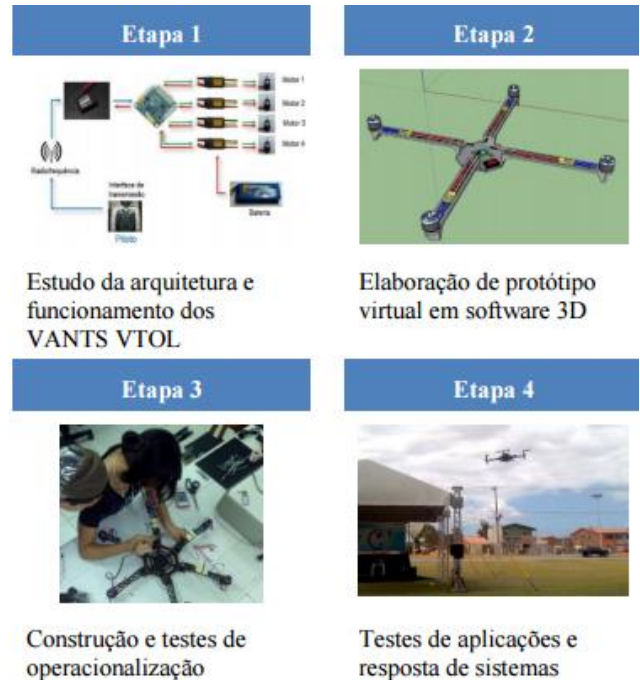 Etapa 1
Motor 1
Motor 2
Motor 3
Motor 4
Radiofrequência
Interface de
transmissão
Piloto
Bateria
Estudo da arquitetura e
funcionamento dos
VANTS VTOL
Etapa 2
Elaboração de protótipo
virtual em software 3D
Etapa 3
Construção e testes de
operacionalização
Etapa 4
Testes de aplicações e
resposta de sistemas